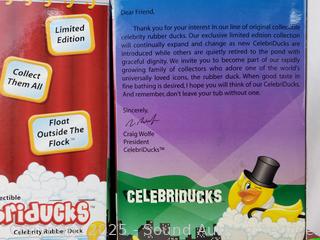 Limited
Edition
Collect
Them All
Float
Outside The
Flock™
ectible
riDucks™
Celebrity Rubber Duck
Dear Friend,
Thank you for your interest in our line of original collectible
celebrity rubber ducks. Our exclusive limited edition collection
will continually expand and change as new CelebriDucks are
introduced while others are quietly retired to the pond with
graceful dignity. We invite you to become part of our rapidly
growing family of collectors who adore one of the world's
universally loved icons, the rubber duck. When good taste in
fine bathing is desired, I hope you will think of our CelebriDucks.
And remember, don't leave your tub without one.
Sincerely,
Craig Wolfe
President
CelebriDucks™
CELEBRIDUCKS
2025 - Sound Au